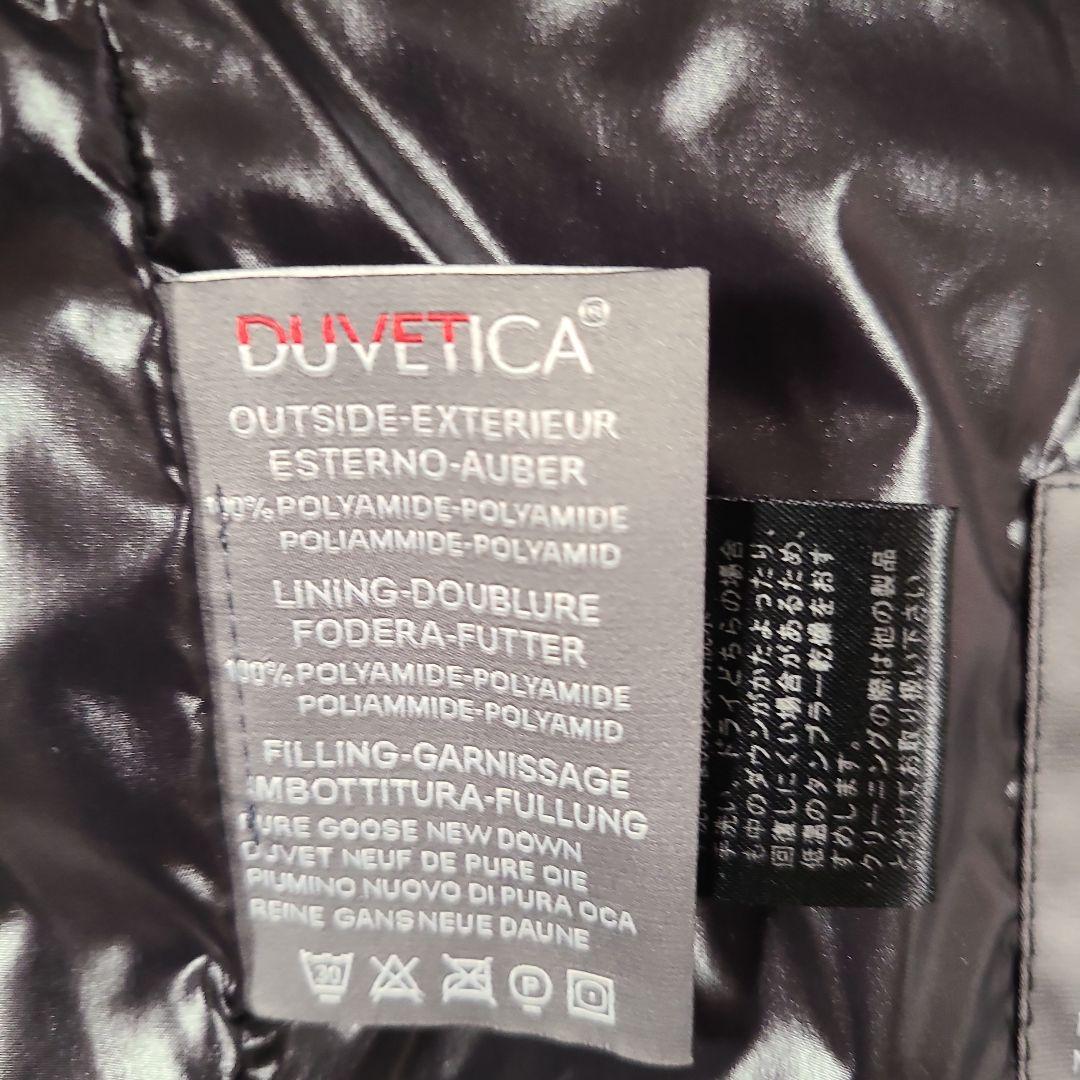 DUVETICA®
OUTSIDE-EXTERIEUR
ESTERNO-AUBER
100% POLYAMIDE-POLYAMIDE
POLIAMMIDE-POLYAMID
LINING-DOUBLURE
FODERA-FUTTER
100% POLYAMIDE-POLYAMIDE
POLIAMMIDE-POLYAMID
FILLING-GARNISSAGE
IMBOTTITURA-FULLUNG
PURE GOOSE NEW DOWN
DUVET NEUF DE PURE OIE
PIUMINO NUOVO DI PURA OCA
REINE GANS NEUE DAUNE
30
P
手洗い、ドライどちらの場合
も中のダウンがかたよったり、
回復しにくい場合があるため、
低温のタンブラー乾燥をおす
すめします。
・クリーニングの際は他の製品
と分けてお取り扱い下さい